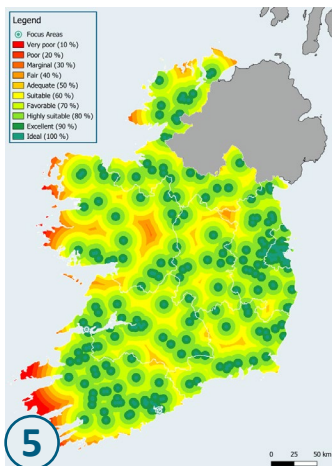 Legend
Focus Areas
Very poor (10 %)
Poor (20 %)
Marginal (30 %)
Fair (40 %)
Adequate (50 %)
Suitable (60 %)
Favorable (70 %)
Highly suitable (80 %)
Excellent (90 %)
Ideal (100 %)
5
0 25 50 km